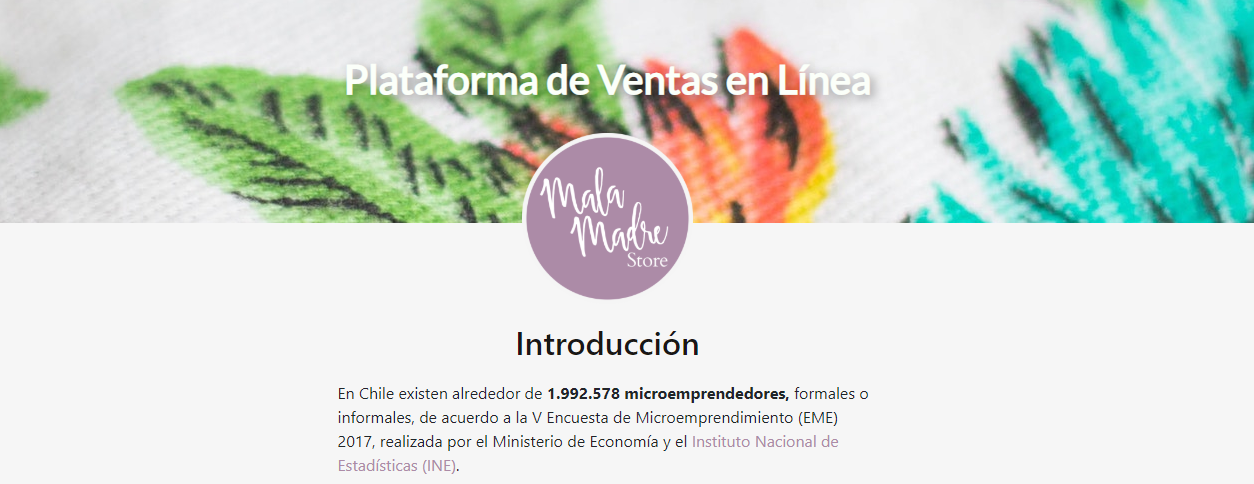 Plataforma de Ventas en Línea
Mala
Madre
Store
Introducción
En Chile existen alrededor de 1.992.578 microemprendedores, formales o
informales, de acuerdo a la V Encuesta de Microemprendimiento (EME)
2017, realizada por el Ministerio de Economía y el Instituto Nacional de
Estadísticas (INE).